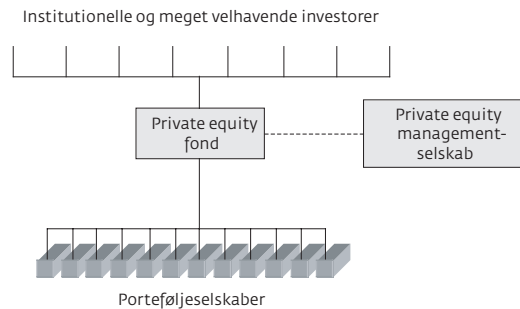 Institutionelle og meget velhavende investorer
Private equity
fond
Private equity
management-
selskab
Porteføljeselskaber